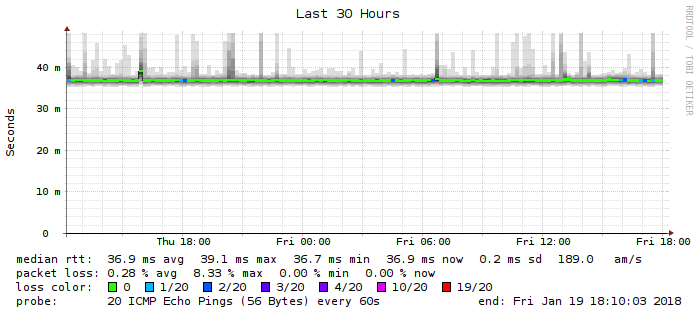 Last 30 Hours
RRDTOOL / TOBI OETIKER
Seconds
40 m
30 m
20 m
10 m
0
Thu 18:00 Fri 00:00 Fri 06:00 Fri 12:00 Fri 18:00
median rtt: 36.9 ms avg 39.1 ms max 36.7 ms min 36.9 ms now 0.2 ms sd 189.0 am/s
packet loss: 0.28 % avg 8.33 % max 0.00 % min 0.00 % now
loss color: 0 1/20 2/20 3/20 4/20 10/20 19/20
probe: 20 ICMP Echo Pings (56 Bytes) every 60s end: Fri Jan 19 18:10:03 2018